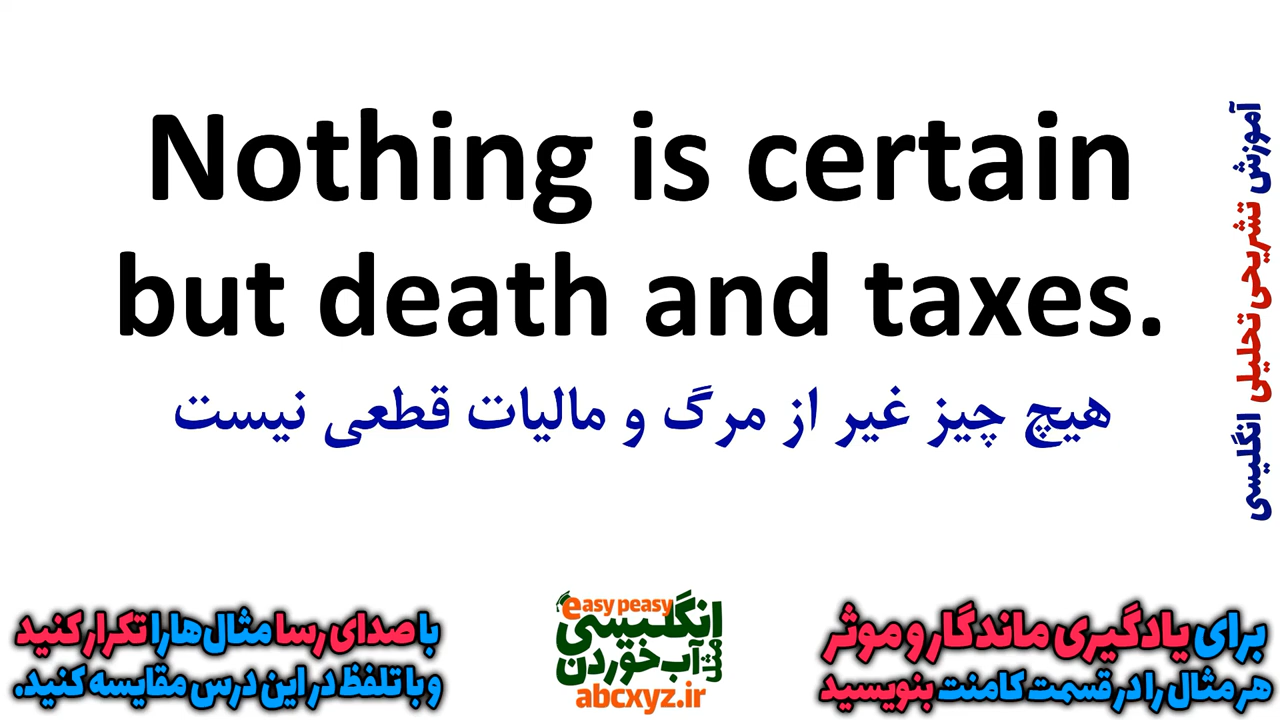 Nothing is certain
but death and taxes.
هیچ چیز غیر از مرگ و مالیات قطعی نیست
آموزش تشریحی تحلیلی انگلیسی
برای یادگیری ماندگار و موثر
هر مثال را در قسمت کامنت بنویسید
easy peasy
انگلیسی
مثل آب خوردن
abcxyz.ir
با صدای رسا مثال‌ها را تکرار کنید
و با تلفظ در این درس مقایسه کنید.